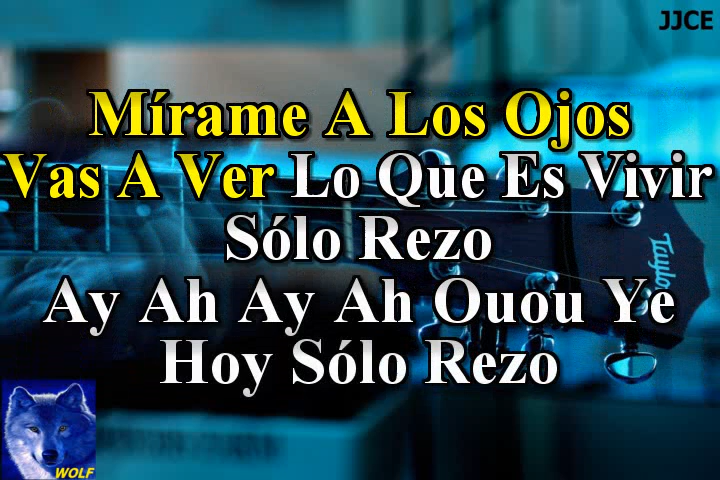 JJCE
Mírame A Los Ojos
Vas A Ver Lo Que Es Vivir
Sólo Rezo
Ay Ah Ay Ah Ouou Ye
Hoy Sólo Rezo
WOLF